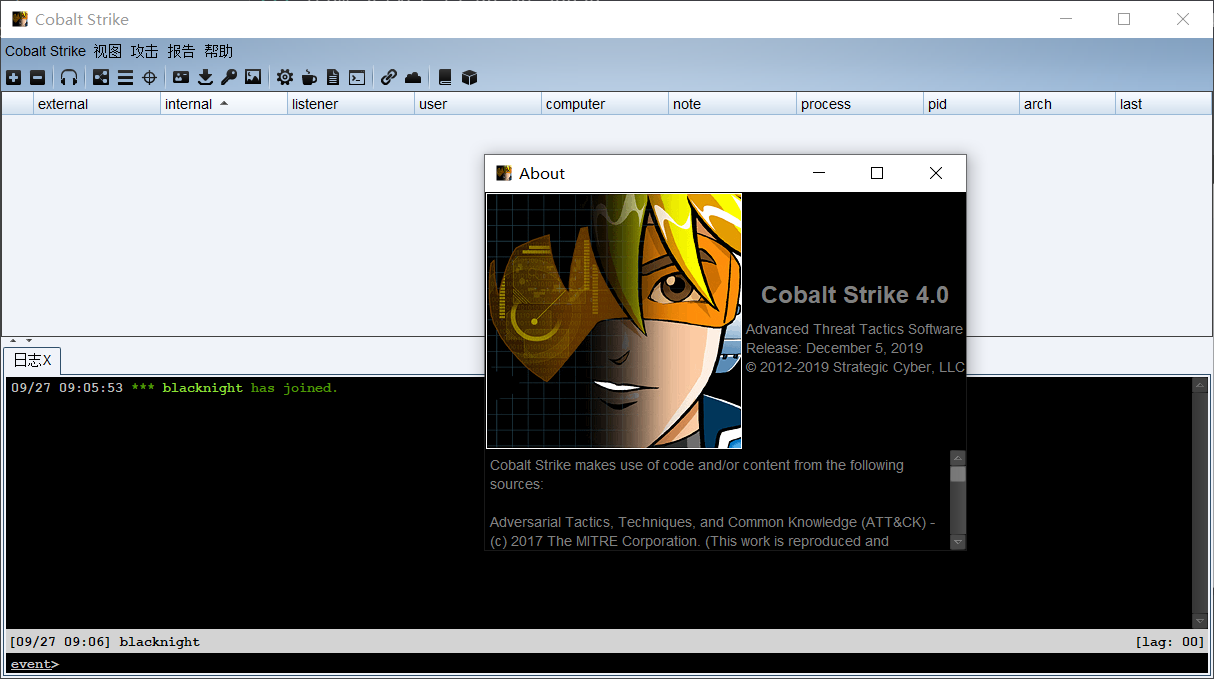 Cobalt Strike
Cobalt Strike 视图 攻击 报告 帮助
external internal listener user computer note process pid arch last
About
Cobalt Strike 4.0
Advanced Threat Tactics Software
Release: December 5, 2019
© 2012-2019 Strategic Cyber, LLC
Cobalt Strike makes use of code and/or content from the following
sources:
Adversarial Tactics, Techniques, and Common Knowledge (ATT&CK) -
(c) 2017 The MITRE Corporation. (This work is reproduced and
日志X
09/27 09:05:53 *** blacknight has joined.
[09/27 09:06] blacknight [lag: 00]
event>